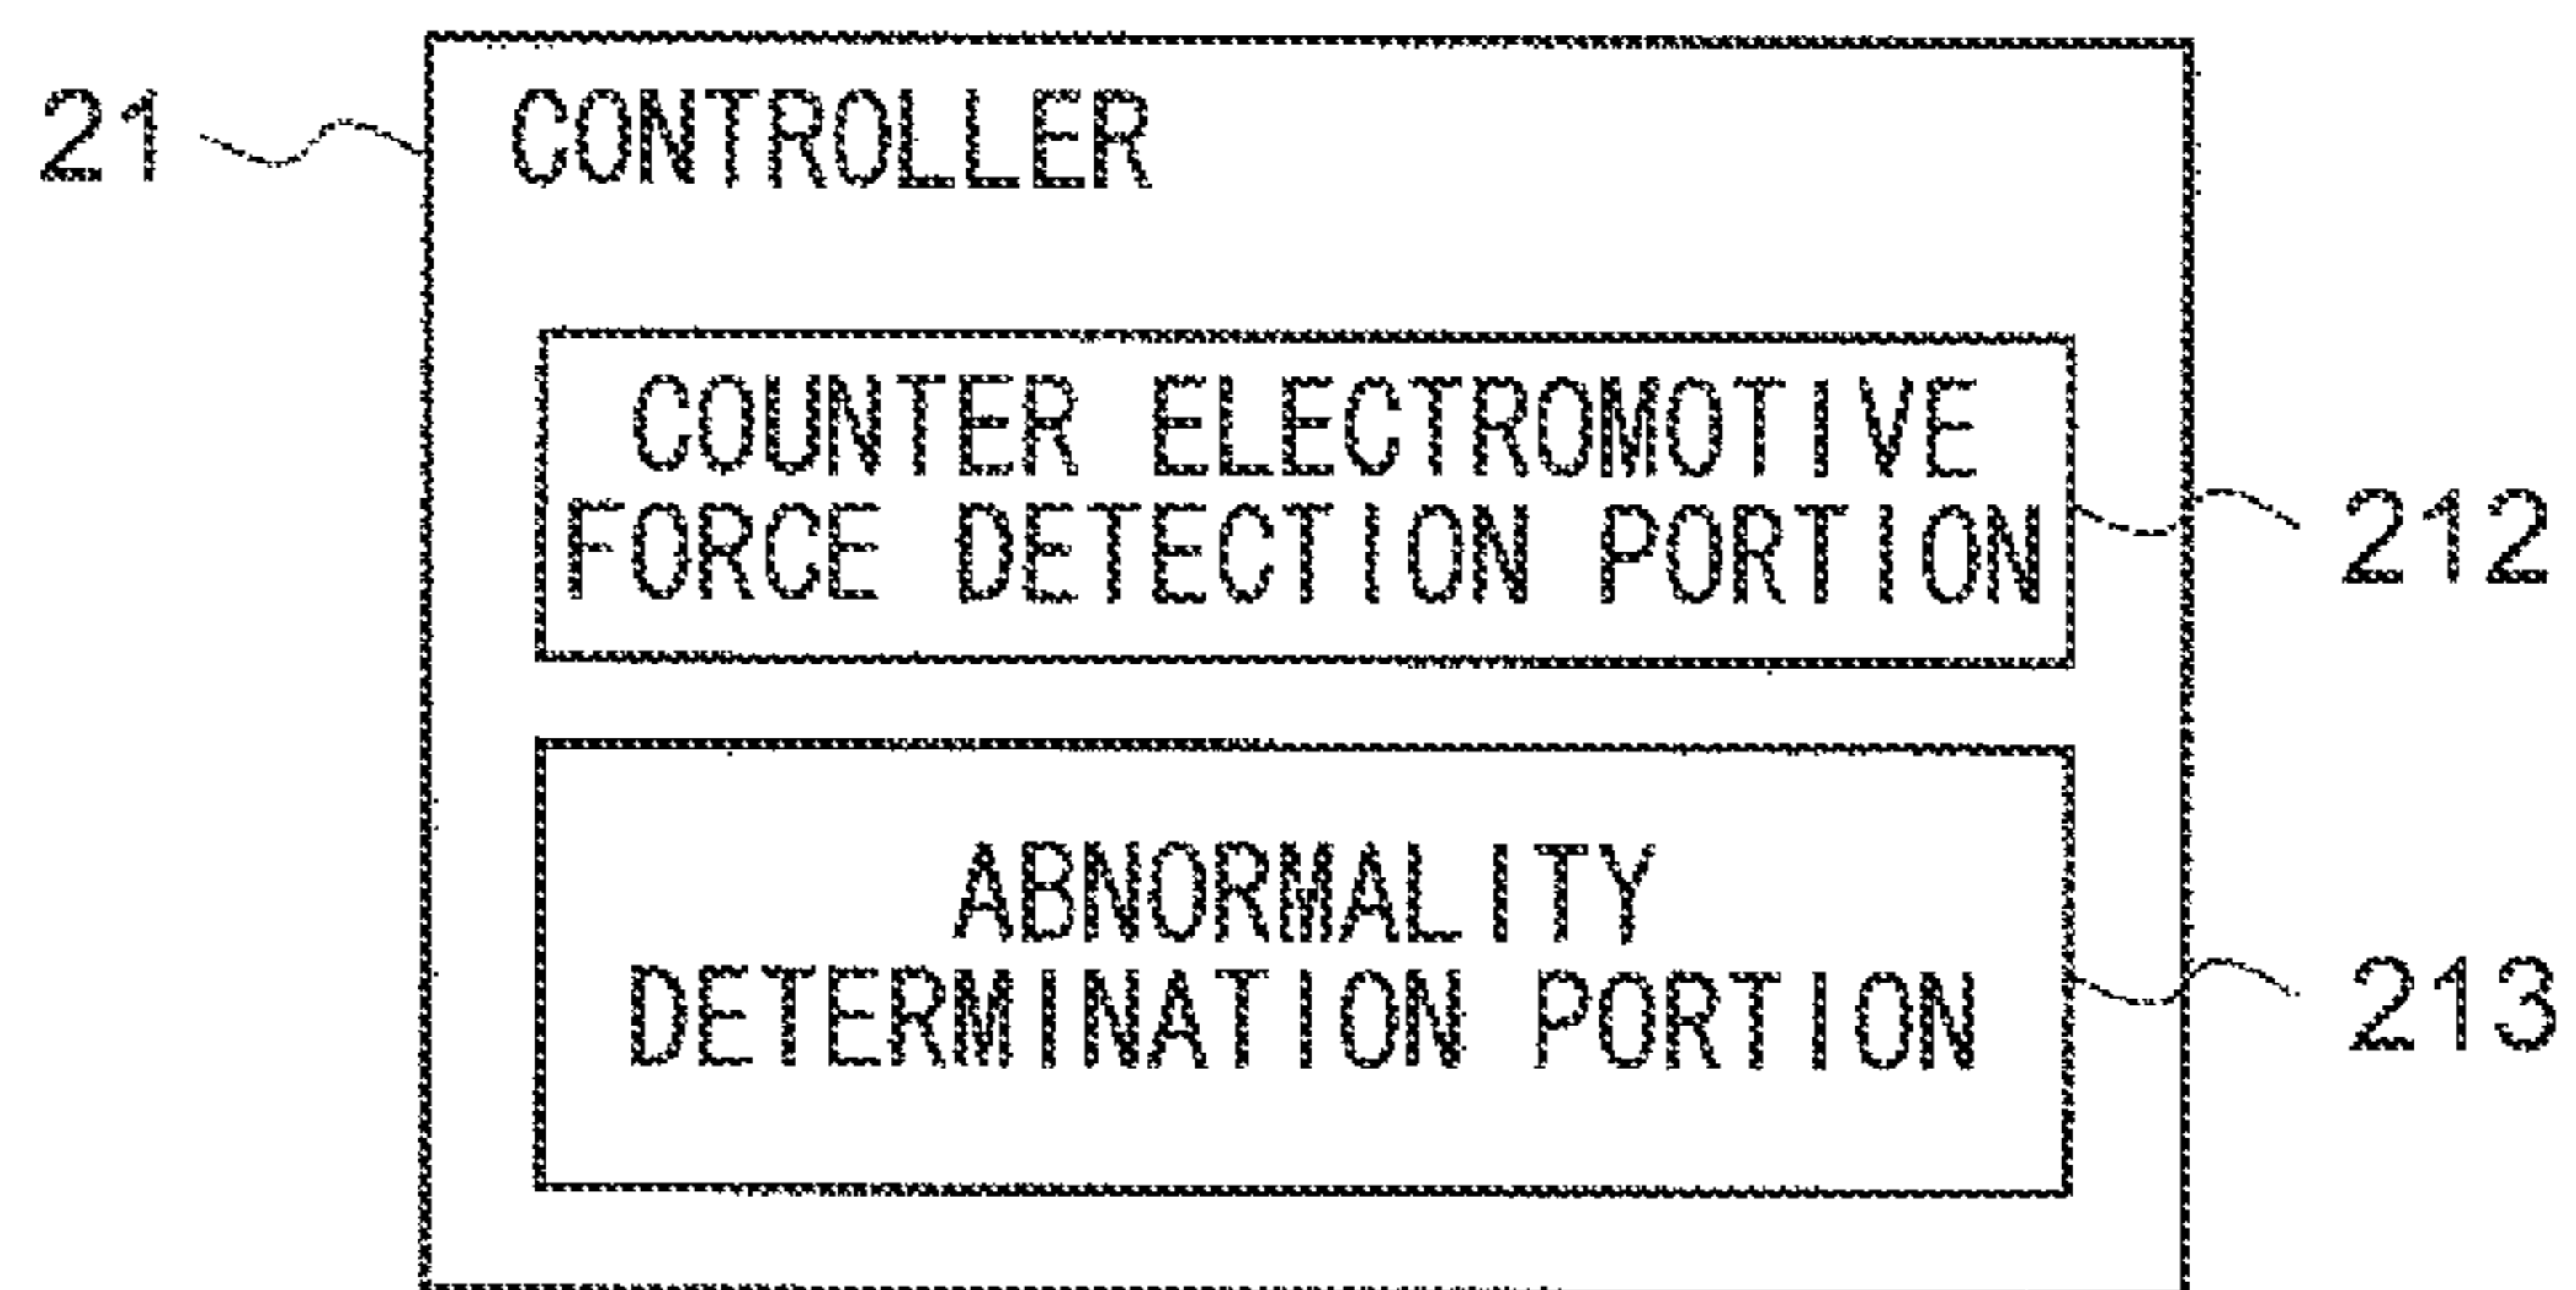 21
CONTROLLER
COUNTER ELECTROMOTIVE
FORCE DETECTION PORTION
212
ABNORMALITY
DETERMINATION PORTION
213